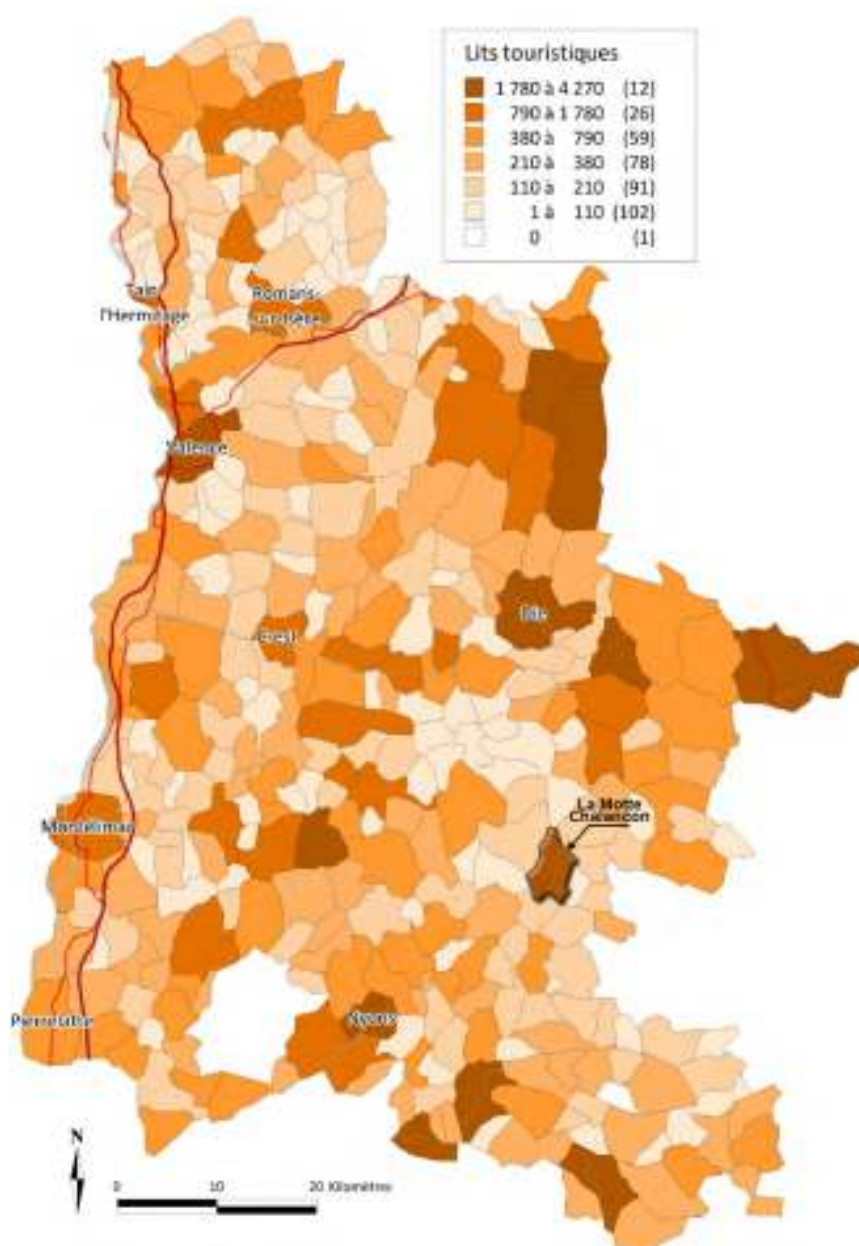 Lits touristiques
1 780 à 4 270 (12)
790 à 1 780 (26)
380 à 790 (59)
210 à 380 (78)
110 à 210 (91)
1 à 110 (102)
0 (1)
Tain
l'Hermitage
Romans-
sur-Isère
Valence
Die
Crest
La Motte
Chalancon
Montélimar
Nyons
Pierrelatte
N
0 10 20 Kilomètres